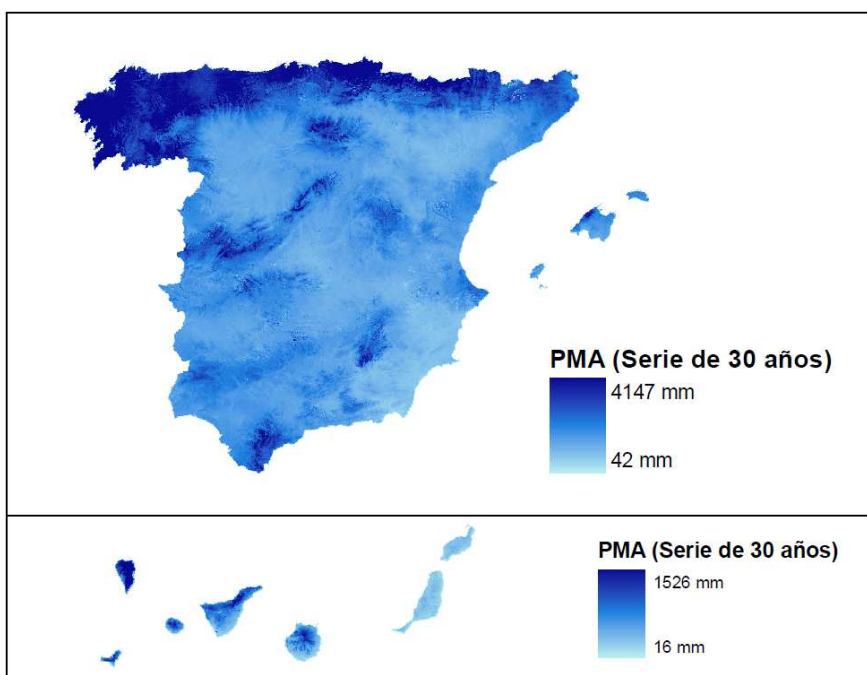 PMA (Serie de 30 años)
4147 mm
42 mm
PMA (Serie de 30 años)
1526 mm
16 mm